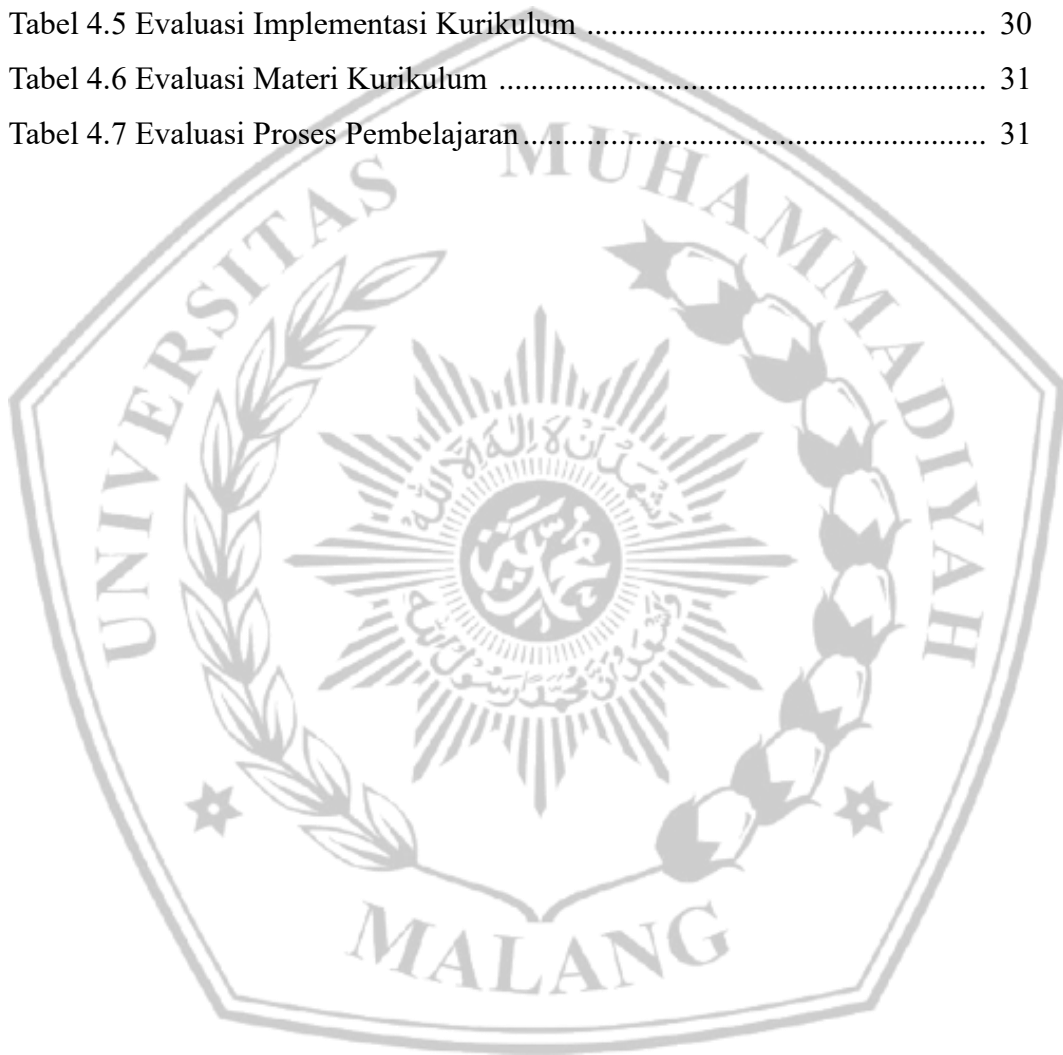 Tabel 4.5 Evaluasi Implementasi Kurikulum .................................................. 30
Tabel 4.6 Evaluasi Materi Kurikulum ............................................................. 31
Tabel 4.7 Evaluasi Proses Pembelajaran.......................................................... 31
UNIVERSITAS MUHAMMADIYAH
MALANG